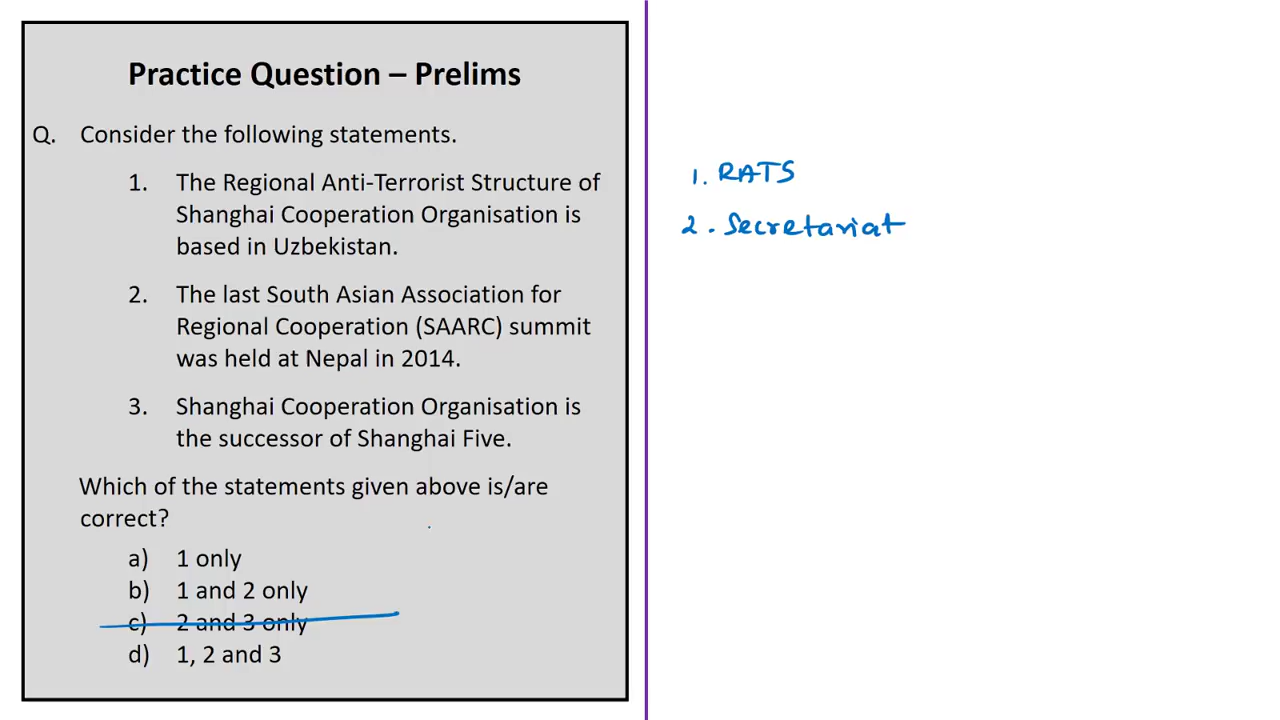 Practice Question – Prelims
Q. Consider the following statements.
1. The Regional Anti-Terrorist Structure of
Shanghai Cooperation Organisation is
based in Uzbekistan.
2. The last South Asian Association for
Regional Cooperation (SAARC) summit
was held at Nepal in 2014.
3. Shanghai Cooperation Organisation is
the successor of Shanghai Five.
Which of the statements given above is/are
correct?
a) 1 only
b) 1 and 2 only
c) 2 and 3 only
d) 1, 2 and 3
1. RATS
2. Secretariat